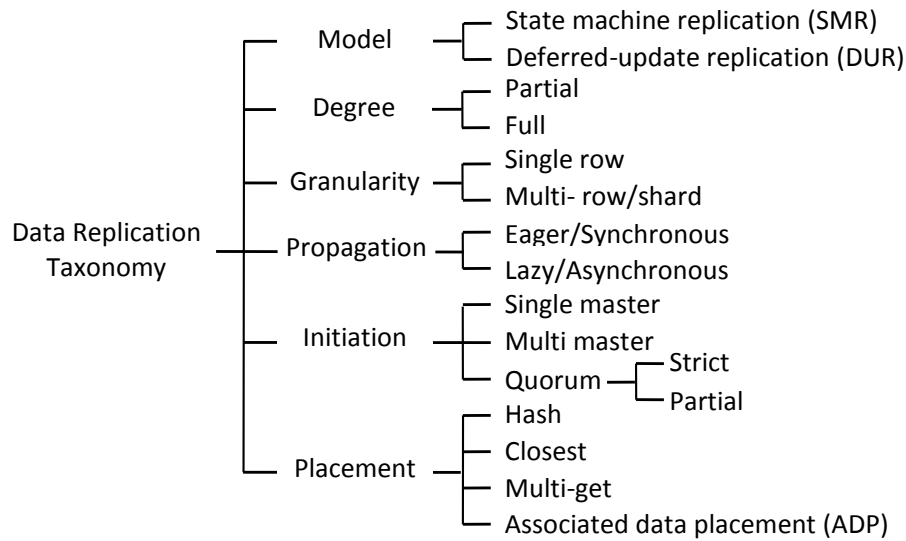 Data Replication
Taxonomy
Model
State machine replication (SMR)
Deferred-update replication (DUR)
Degree
Partial
Full
Granularity
Single row
Multi- row/shard
Propagation
Eager/Synchronous
Lazy/Asynchronous
Initiation
Single master
Multi master
Quorum
Strict
Partial
Placement
Hash
Closest
Multi-get
Associated data placement (ADP)